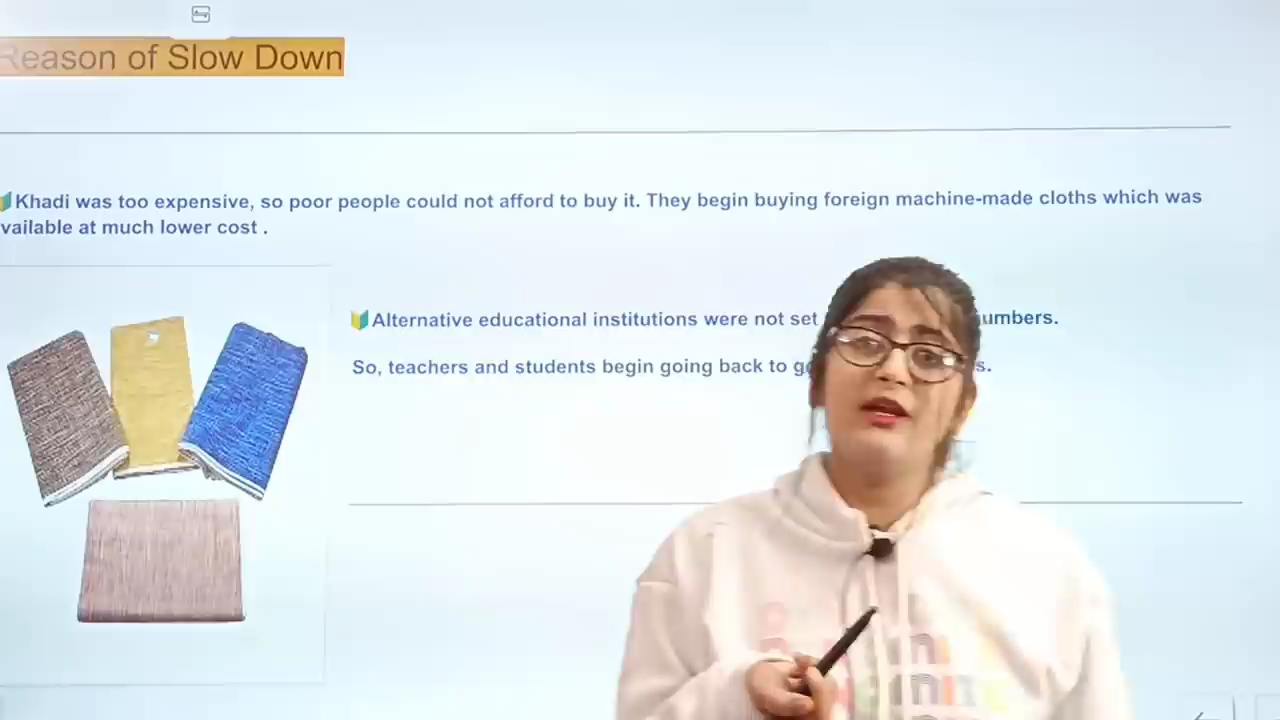 Reason of Slow Down
Khadi was too expensive, so poor people could not afford to buy it. They begin buying foreign machine-made cloths which was
vailable at much lower cost .
Alternative educational institutions were not set umbers.
So, teachers and students begin going back to g s.